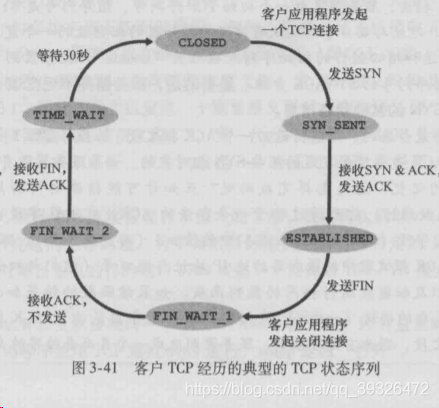 客户应用程序发起
一个TCP连接
CLOSED
等待30秒
发送SYN
TIME_WAIT
SYN_SENT
接收FIN,
发送ACK
接收SYN & ACK,
发送ACK
FIN_WAIT_2
ESTABLISHED
接收ACK,
不发送
发送FIN
FIN_WAIT_1
客户应用程序
发起关闭连接
图 3-41 客户 TCP 经历的典型的 TCP 状态序列
https://blog.csdn.net/qq_39326472